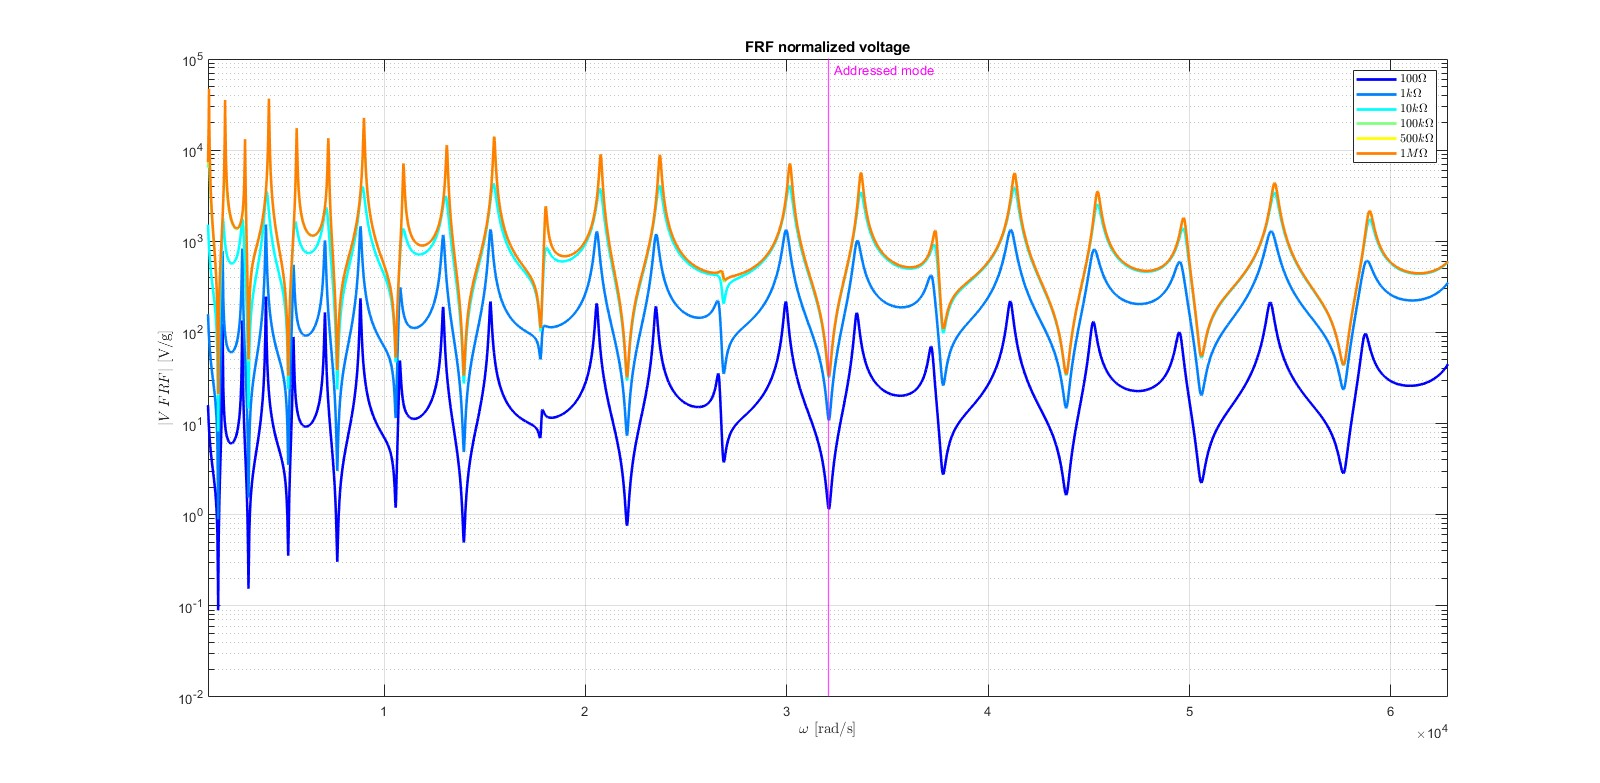 FRF normalized voltage
Addressed mode
100Ω
1kΩ
10kΩ
100kΩ
500kΩ
1MΩ
|V FRF| [V/g]
10^5
10^4
10^3
10^2
10^1
10^0
10^-1
10^-2
1 2 3 4 5 6
ω [rad/s]
×10^4